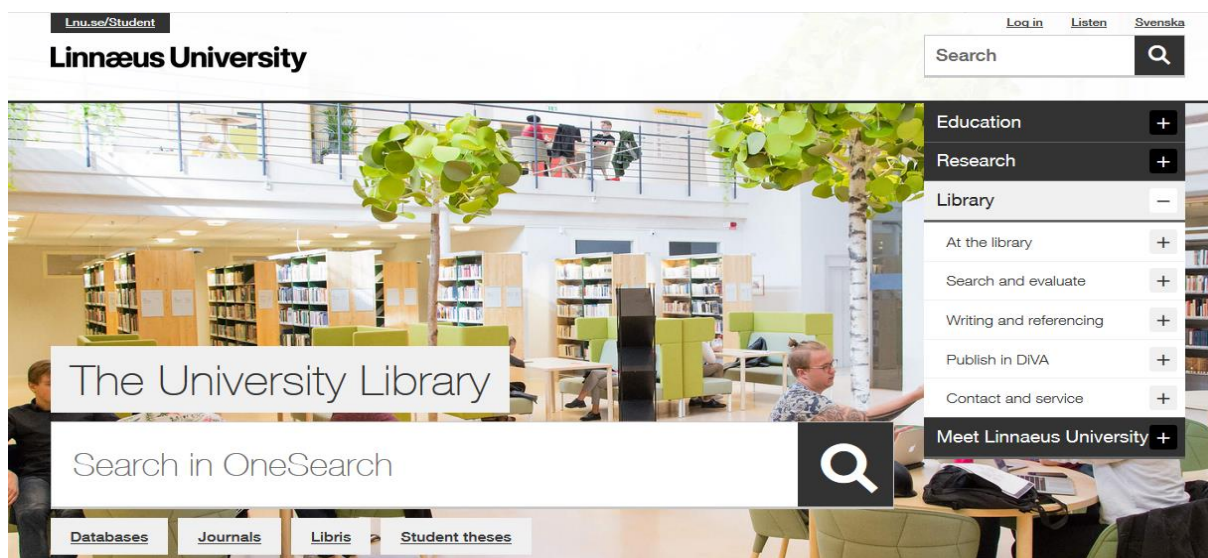 Lnu.se/Student
Log in Listen Svenska
Linnæus University
Search
Education +
Research +
Library −
At the library +
Search and evaluate +
Writing and referencing +
Publish in DiVA +
Contact and service +
Meet Linnaeus University +
The University Library
Search in OneSearch
Databases Journals Libris Student theses